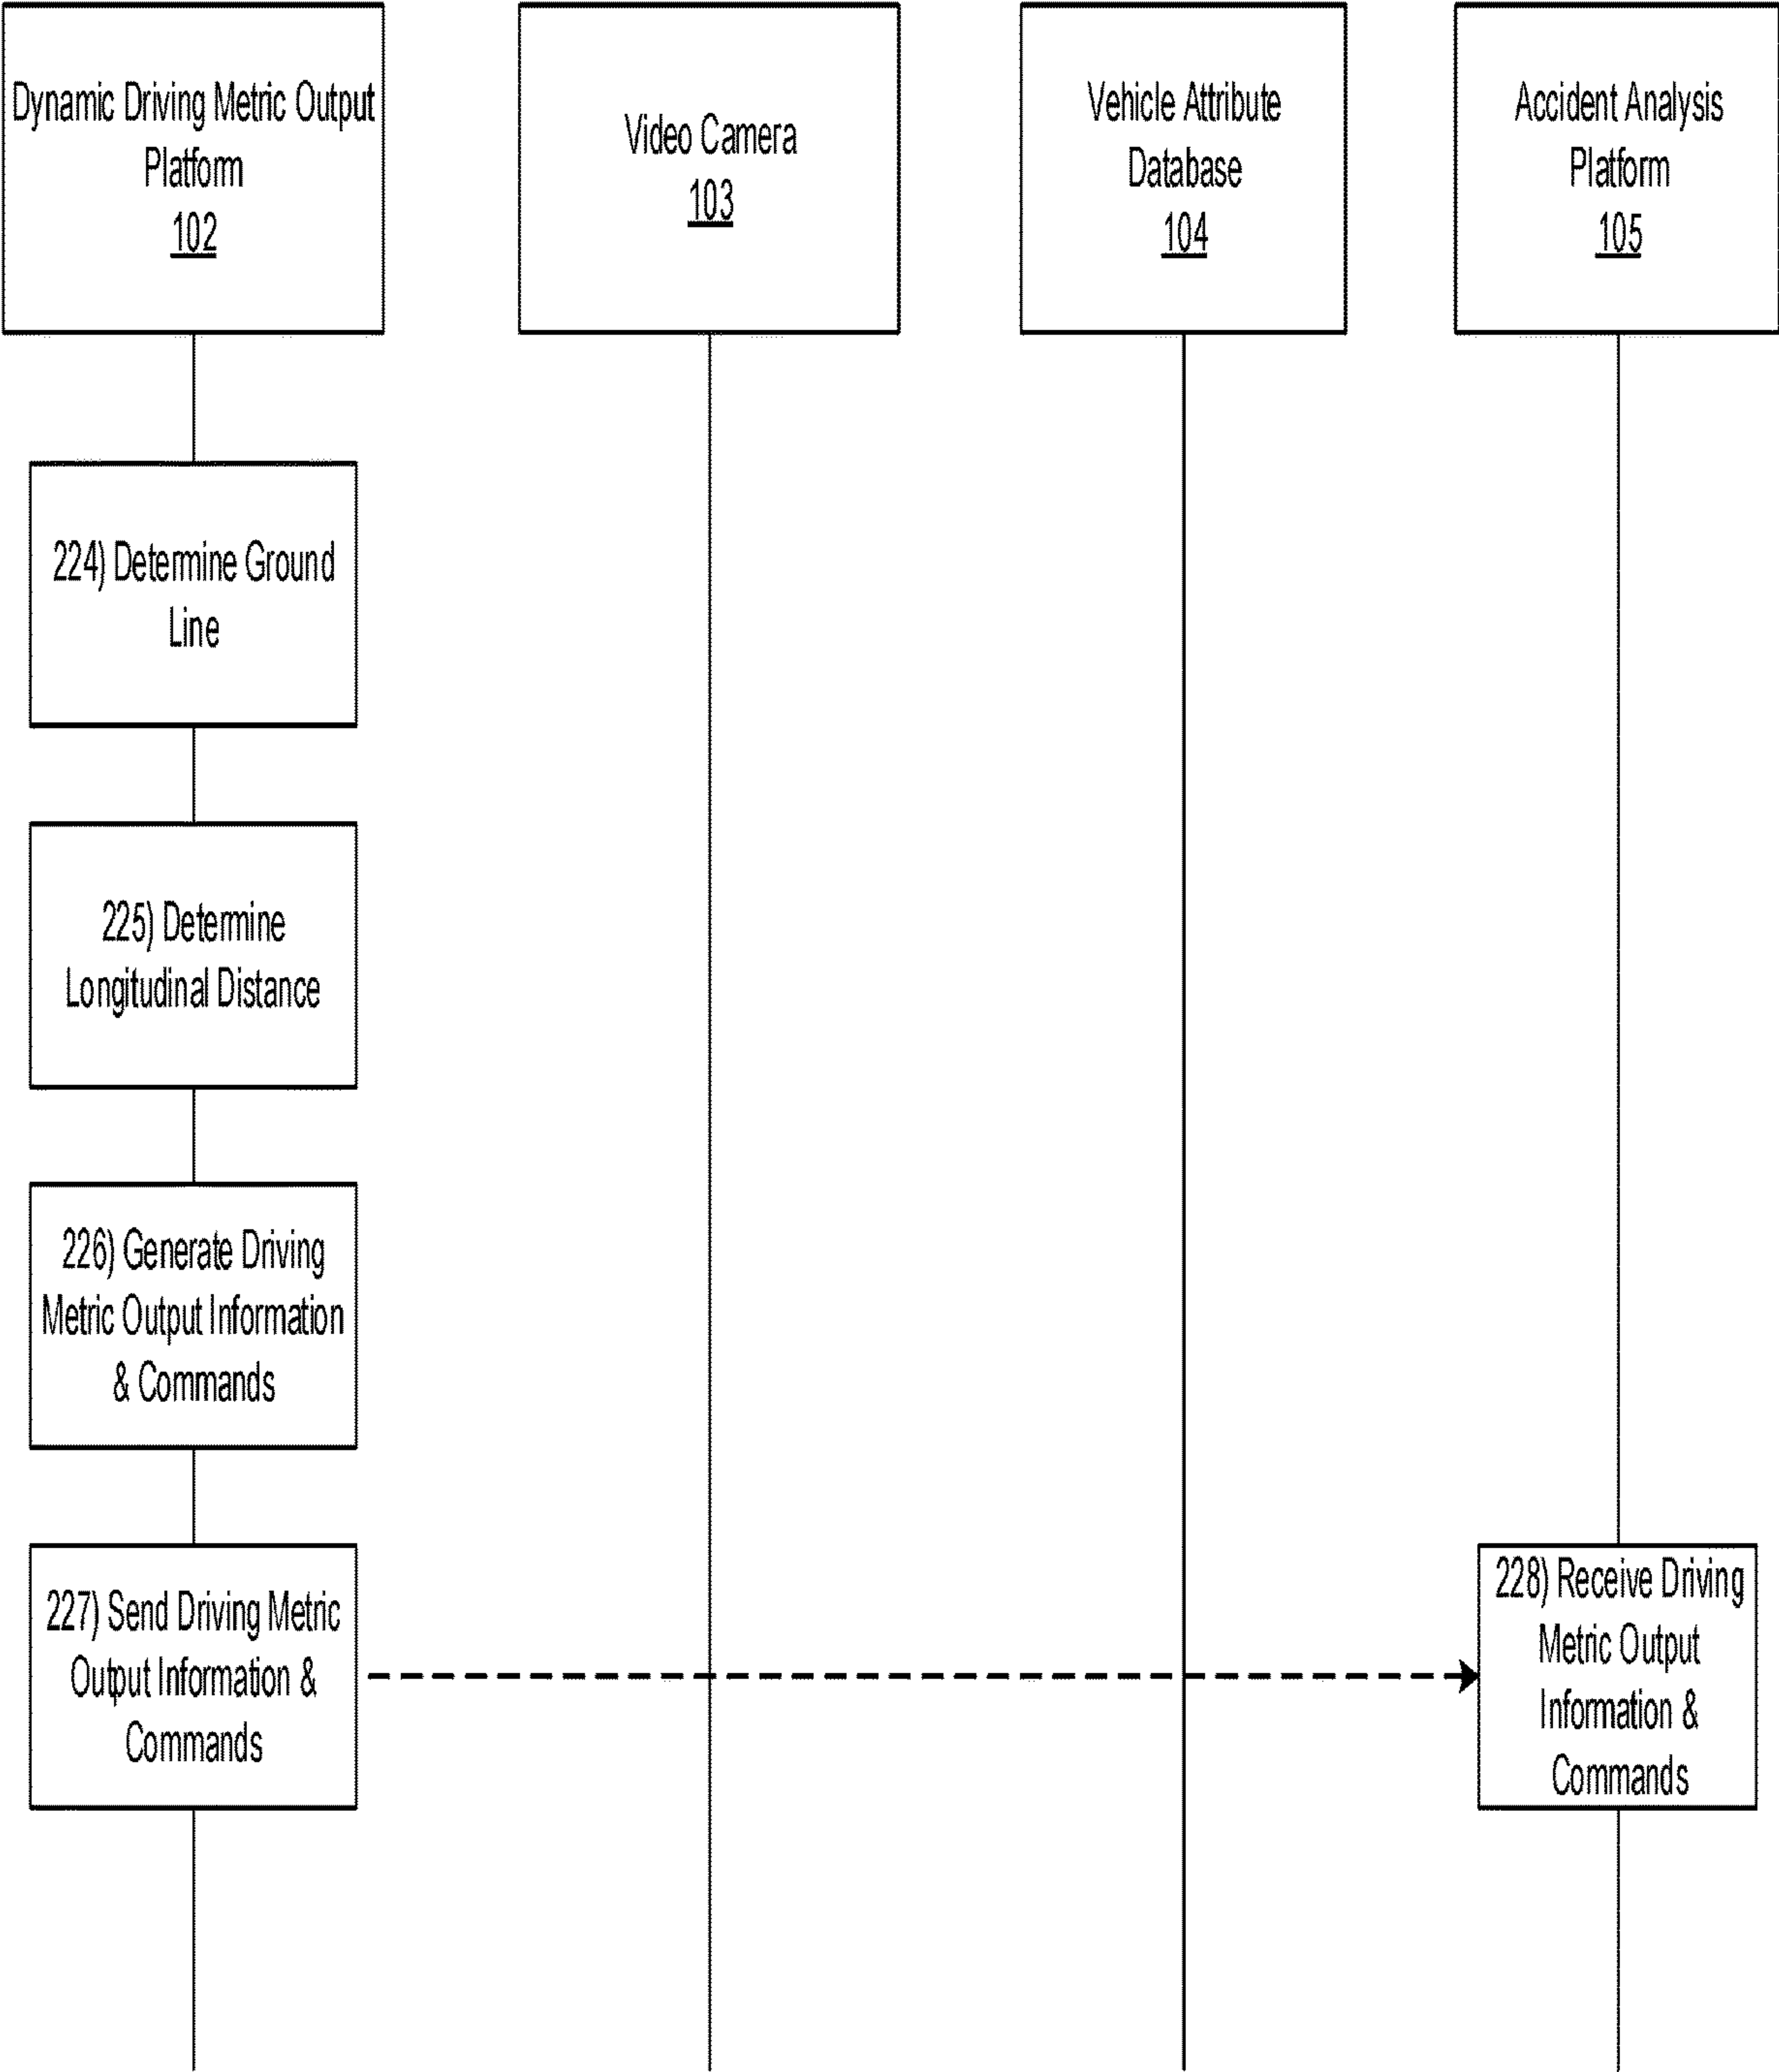 Dynamic Driving Metric Output
Platform
102
Video Camera
103
Vehicle Attribute
Database
104
Accident Analysis
Platform
105
224) Determine Ground
Line
225) Determine
Longitudinal Distance
226) Generate Driving
Metric Output Information
& Commands
227) Send Driving Metric
Output Information &
Commands
228) Receive Driving
Metric Output
Information &
Commands